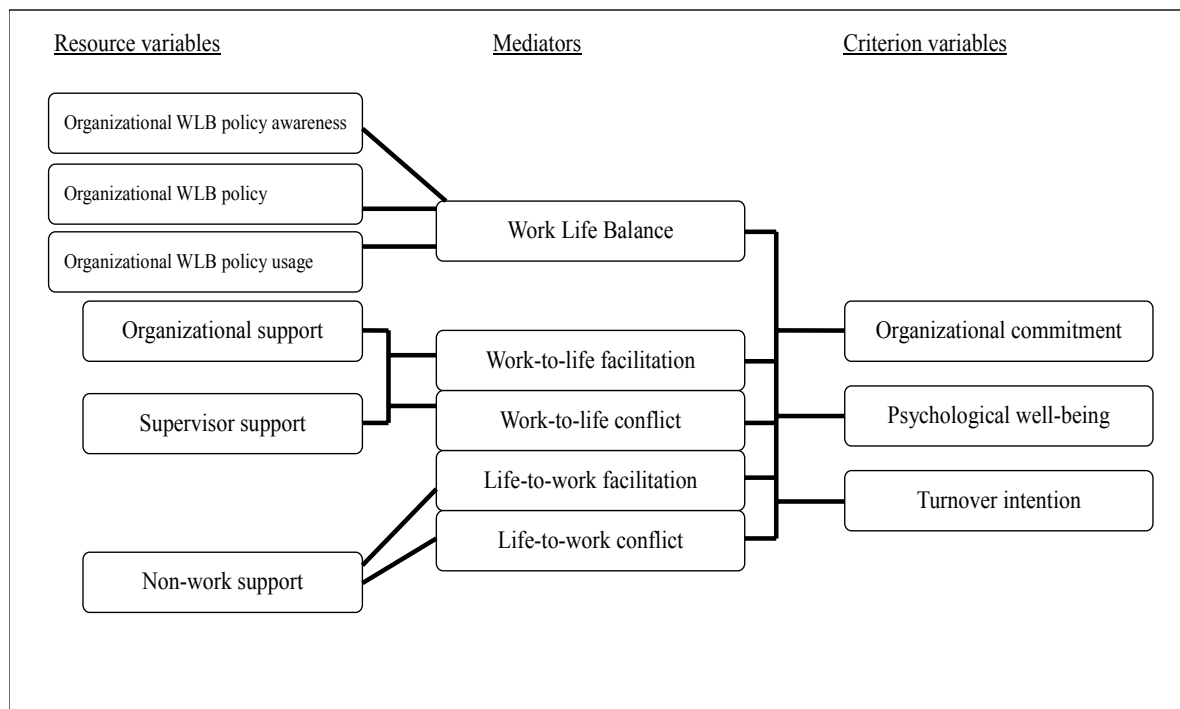 Resource variables
Mediators
Criterion variables
Organizational WLB policy awareness
Organizational WLB policy
Organizational WLB policy usage
Organizational support
Supervisor support
Non-work support
Work Life Balance
Work-to-life facilitation
Work-to-life conflict
Life-to-work facilitation
Life-to-work conflict
Organizational commitment
Psychological well-being
Turnover intention